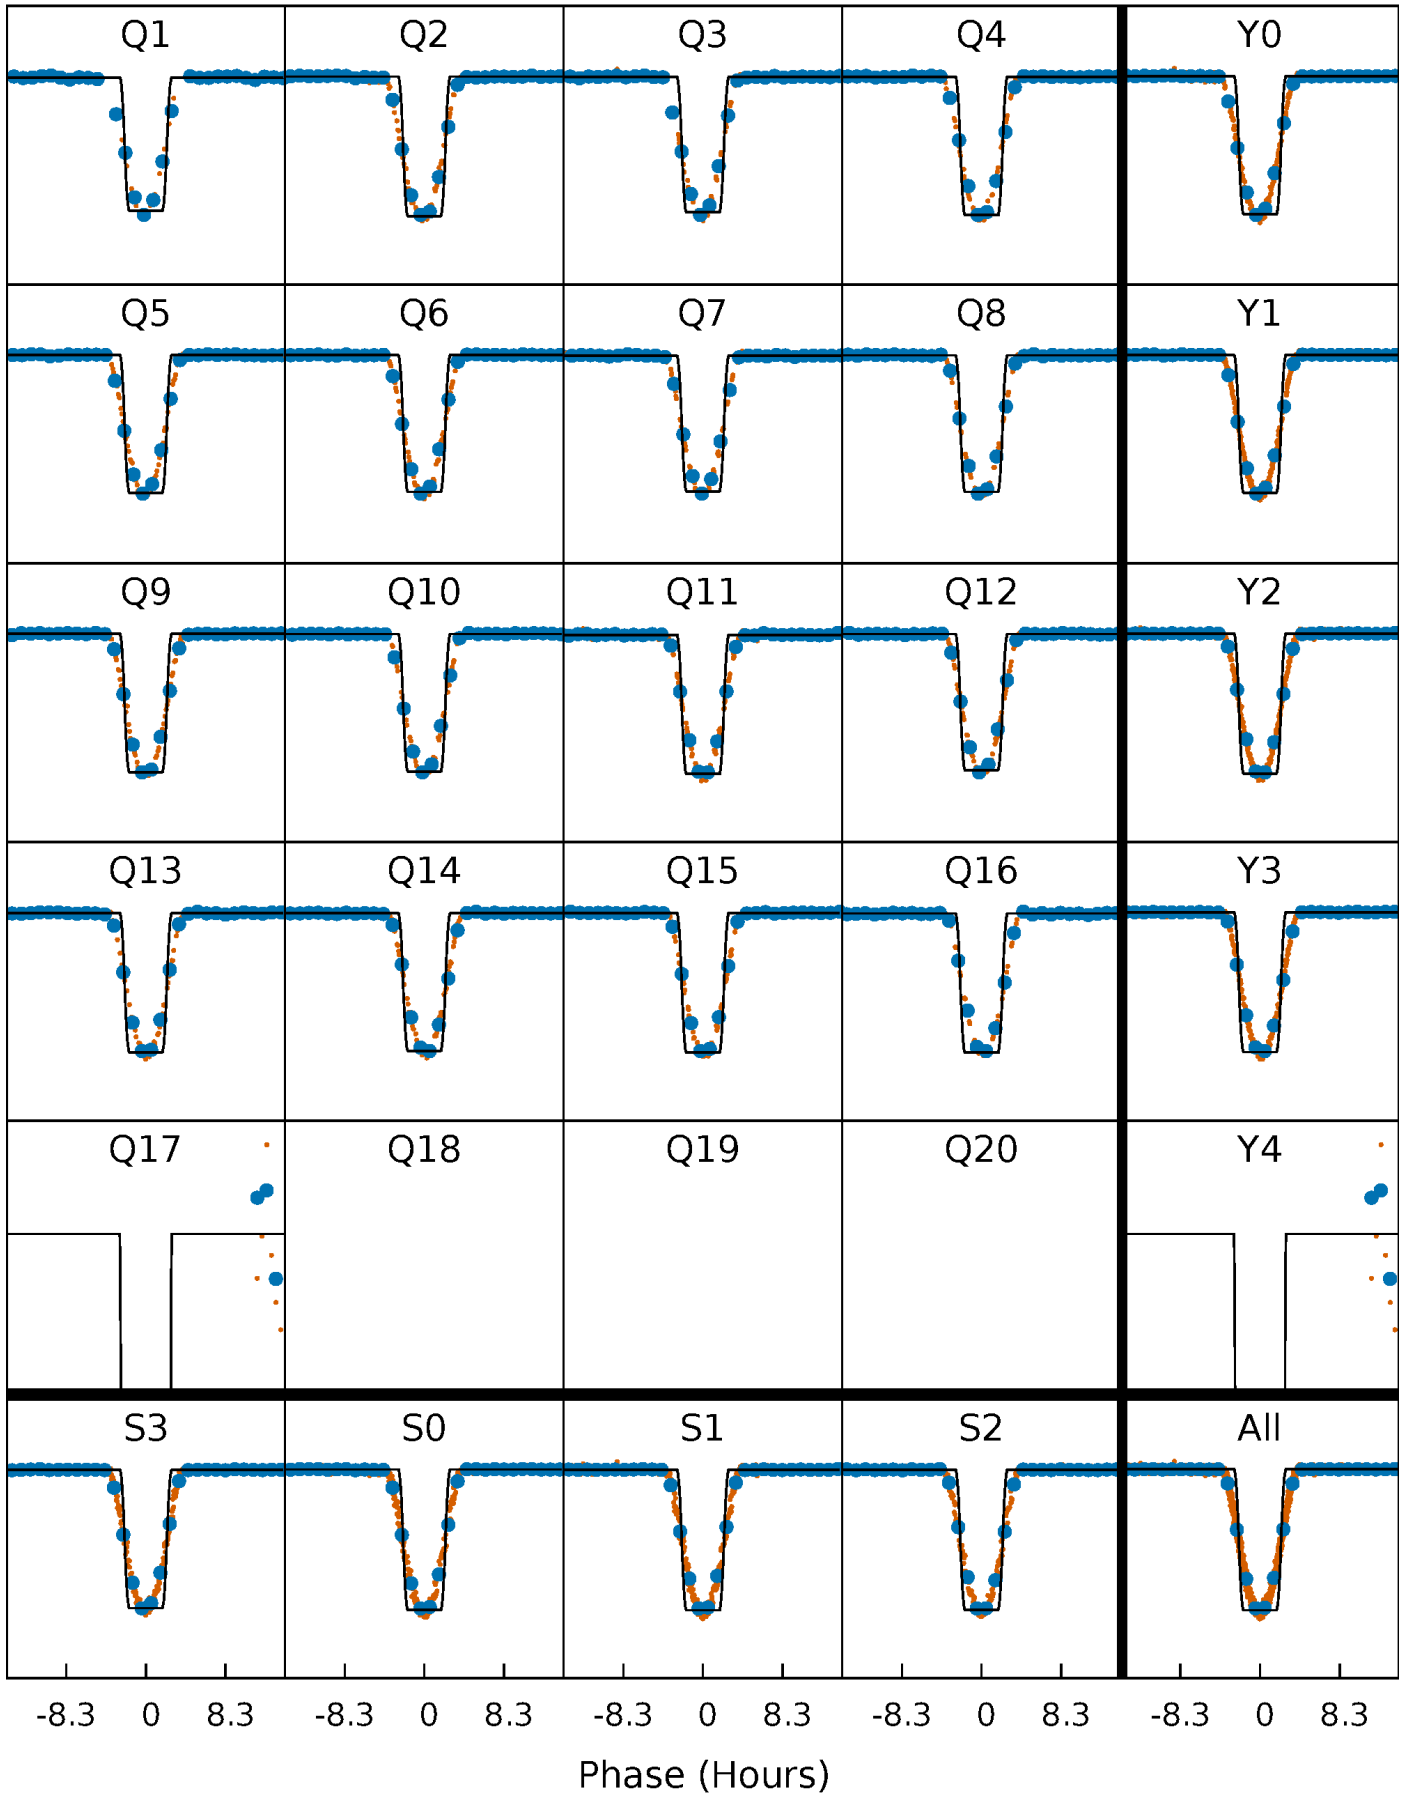 Q1 Q2 Q3 Q4 Y0
Q5 Q6 Q7 Q8 Y1
Q9 Q10 Q11 Q12 Y2
Q13 Q14 Q15 Q16 Y3
Q17 Q18 Q19 Q20 Y4
S3 S0 S1 S2 All
-8.3 0 8.3 -8.3 0 8.3 -8.3 0 8.3 -8.3 0 8.3 -8.3 0 8.3
Phase (Hours)